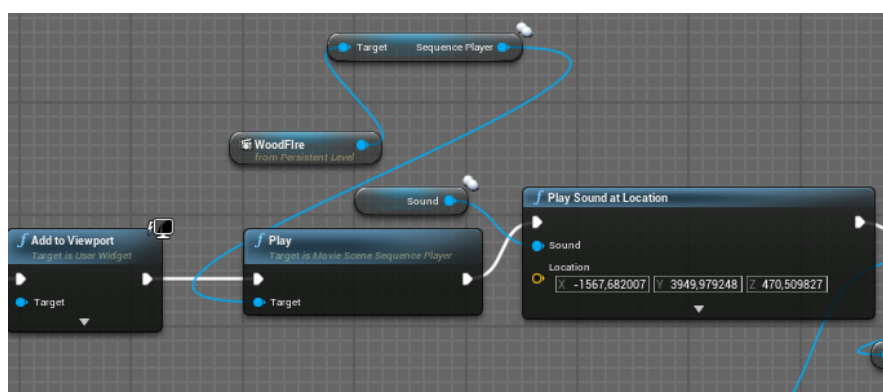 Target Sequence Player
WoodFIre
from Persistent Level
Sound
f Play Sound at Location
Sound
Location
X -1567,682007 Y 3949,979248 Z 470,509827
f Add to Viewport
Target is User Widget
Target
f Play
Target is Movie Scene Sequence Player
Target